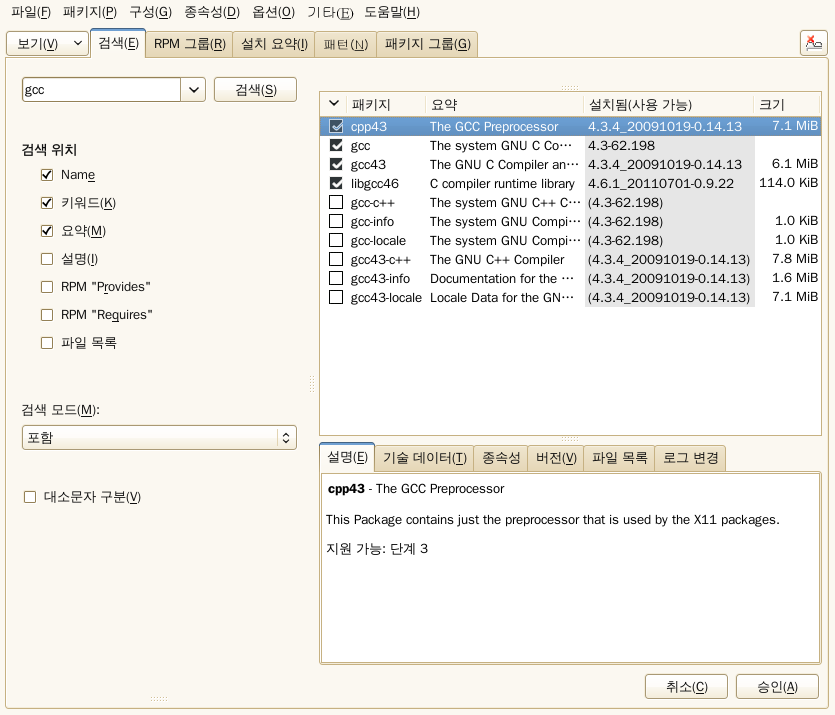 파일(F) 패키지(P) 구성(G) 종속성(D) 옵션(O) 기타(E) 도움말(H)
보기(V) 검색(E) RPM 그룹(R) 설치 요약(I) 패턴(N) 패키지 그룹(G)
gcc 검색(S)
검색 위치
Name
키워드(K)
요약(M)
설명(I)
RPM "Provides"
RPM "Requires"
파일 목록
검색 모드(M):
포함
대소문자 구분(V)
패키지 요약 설치됨(사용 가능) 크기
cpp43 The GCC Preprocessor 4.3.4_20091019-0.14.13 7.1 MiB
gcc The system GNU C Co⋯ 4.3-62.198
gcc43 The GNU C Compiler an⋯ 4.3.4_20091019-0.14.13 6.1 MiB
libgcc46 C compiler runtime library 4.6.1_20110701-0.9.22 114.0 KiB
gcc-c++ The system GNU C++ C⋯ (4.3-62.198)
gcc-info The system GNU Compi⋯ (4.3-62.198) 1.0 KiB
gcc-locale The system GNU Compi⋯ (4.3-62.198) 1.0 KiB
gcc43-c++ The GNU C++ Compiler (4.3.4_20091019-0.14.13) 7.8 MiB
gcc43-info Documentation for the ⋯ (4.3.4_20091019-0.14.13) 1.6 MiB
gcc43-locale Locale Data for the GN⋯ (4.3.4_20091019-0.14.13) 7.1 MiB
설명(E) 기술 데이터(T) 종속성 버전(V) 파일 목록 로그 변경
cpp43 - The GCC Preprocessor
This Package contains just the preprocessor that is used by the X11 packages.
지원 가능: 단계 3
취소(C) 승인(A)